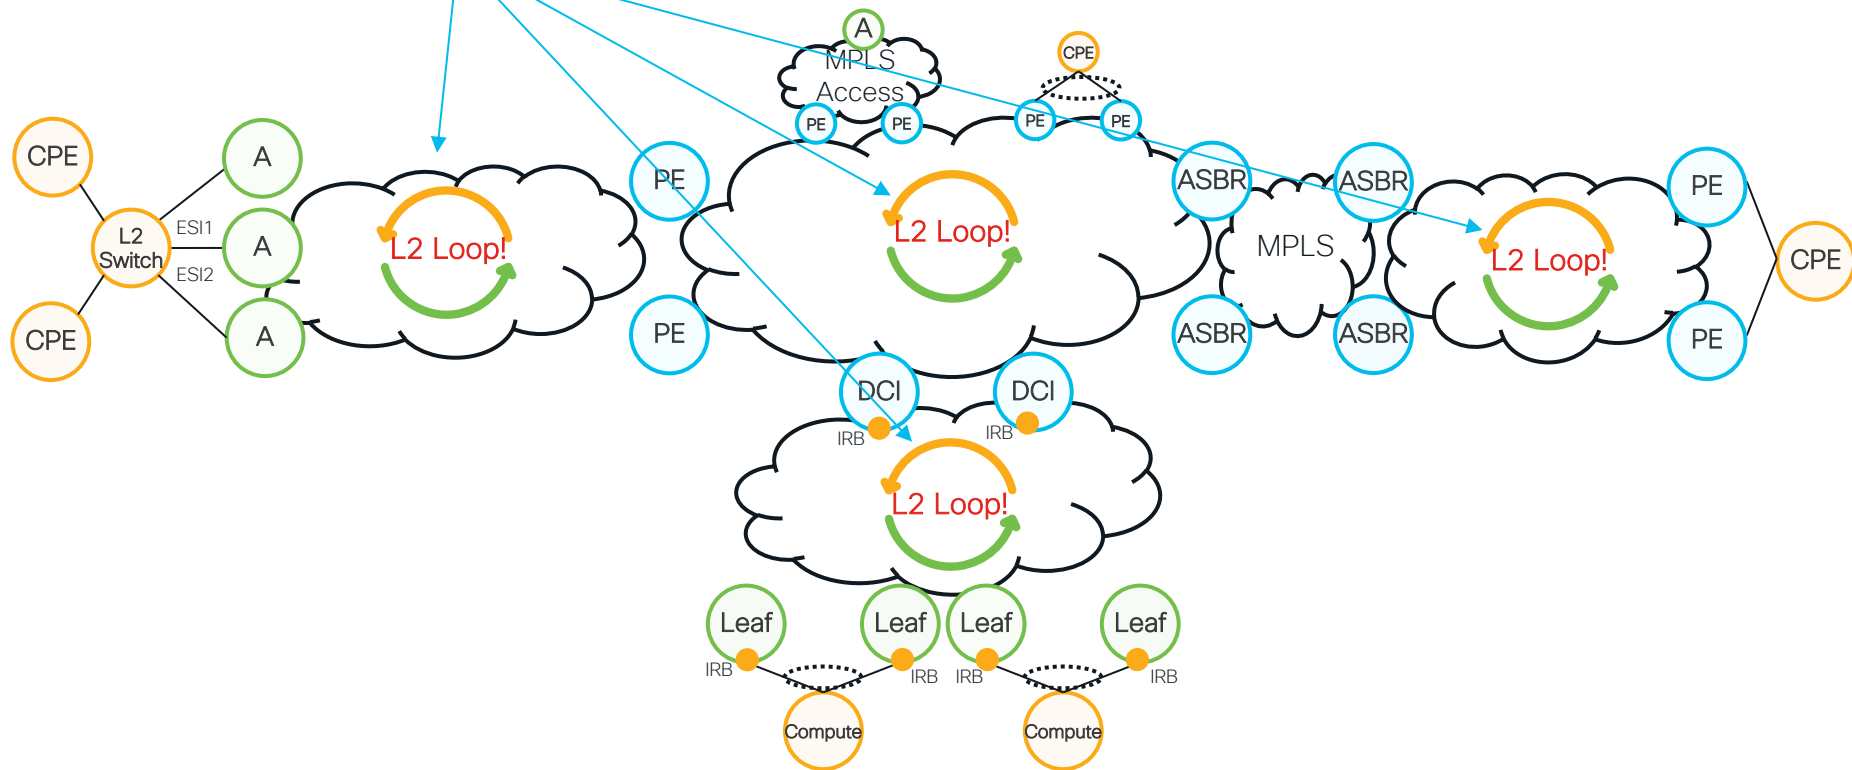 A
MPLS
Access
CPE
PE
PE
PE
PE
CPE
A
PE
ASBR
ASBR
PE
L2
Switch
ESI1
ESI2
A
L2 Loop!
L2 Loop!
MPLS
L2 Loop!
CPE
CPE
A
PE
ASBR
ASBR
PE
DCI
DCI
IRB
IRB
L2 Loop!
Leaf
Leaf
Leaf
Leaf
IRB
IRB
IRB
IRB
Compute
Compute